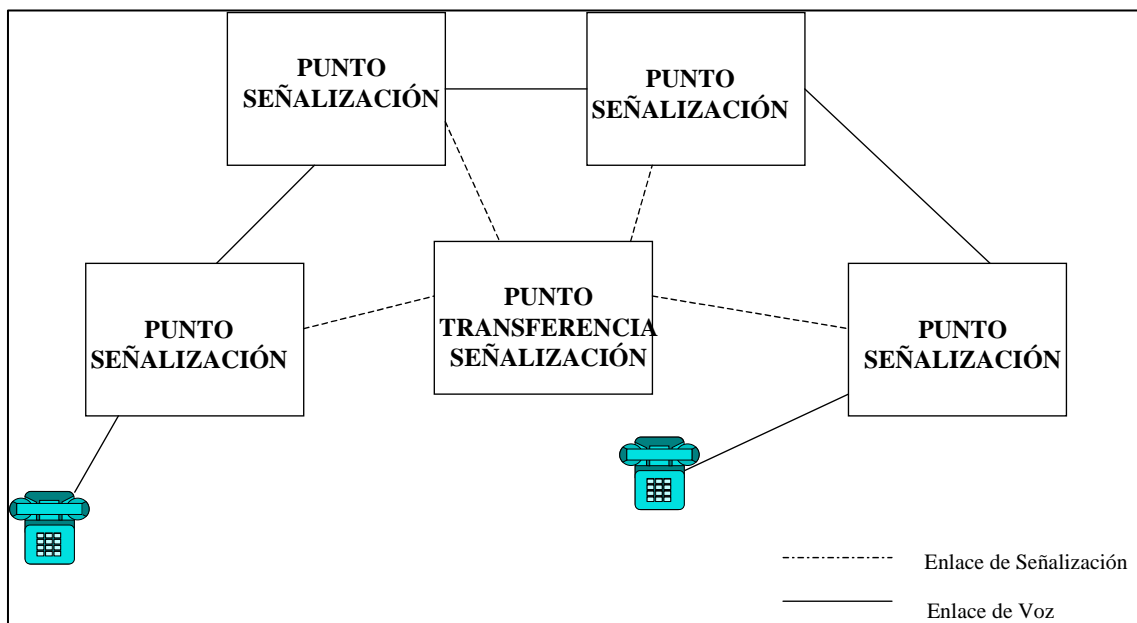 PUNTO
SEÑALIZACIÓN
PUNTO
SEÑALIZACIÓN
PUNTO
SEÑALIZACIÓN
PUNTO
TRANSFERENCIA
SEÑALIZACIÓN
PUNTO
SEÑALIZACIÓN
Enlace de Señalización
Enlace de Voz